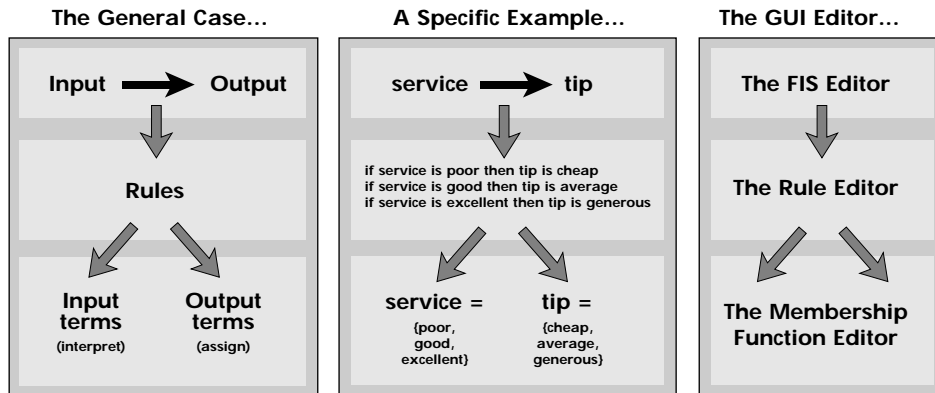 The General Case...
Input Output
Rules
Input
terms
(interpret)
Output
terms
(assign)
A Specific Example...
service tip
if service is poor then tip is cheap
if service is good then tip is average
if service is excellent then tip is generous
service =
{poor,
good,
excellent}
tip =
{cheap,
average,
generous}
The GUI Editor...
The FIS Editor
The Rule Editor
The Membership
Function Editor